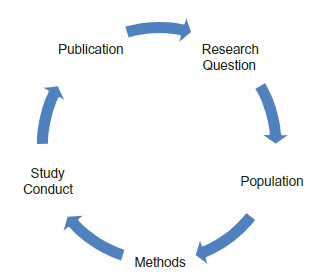 Publication
Research
Question
Population
Methods
Study
Conduct